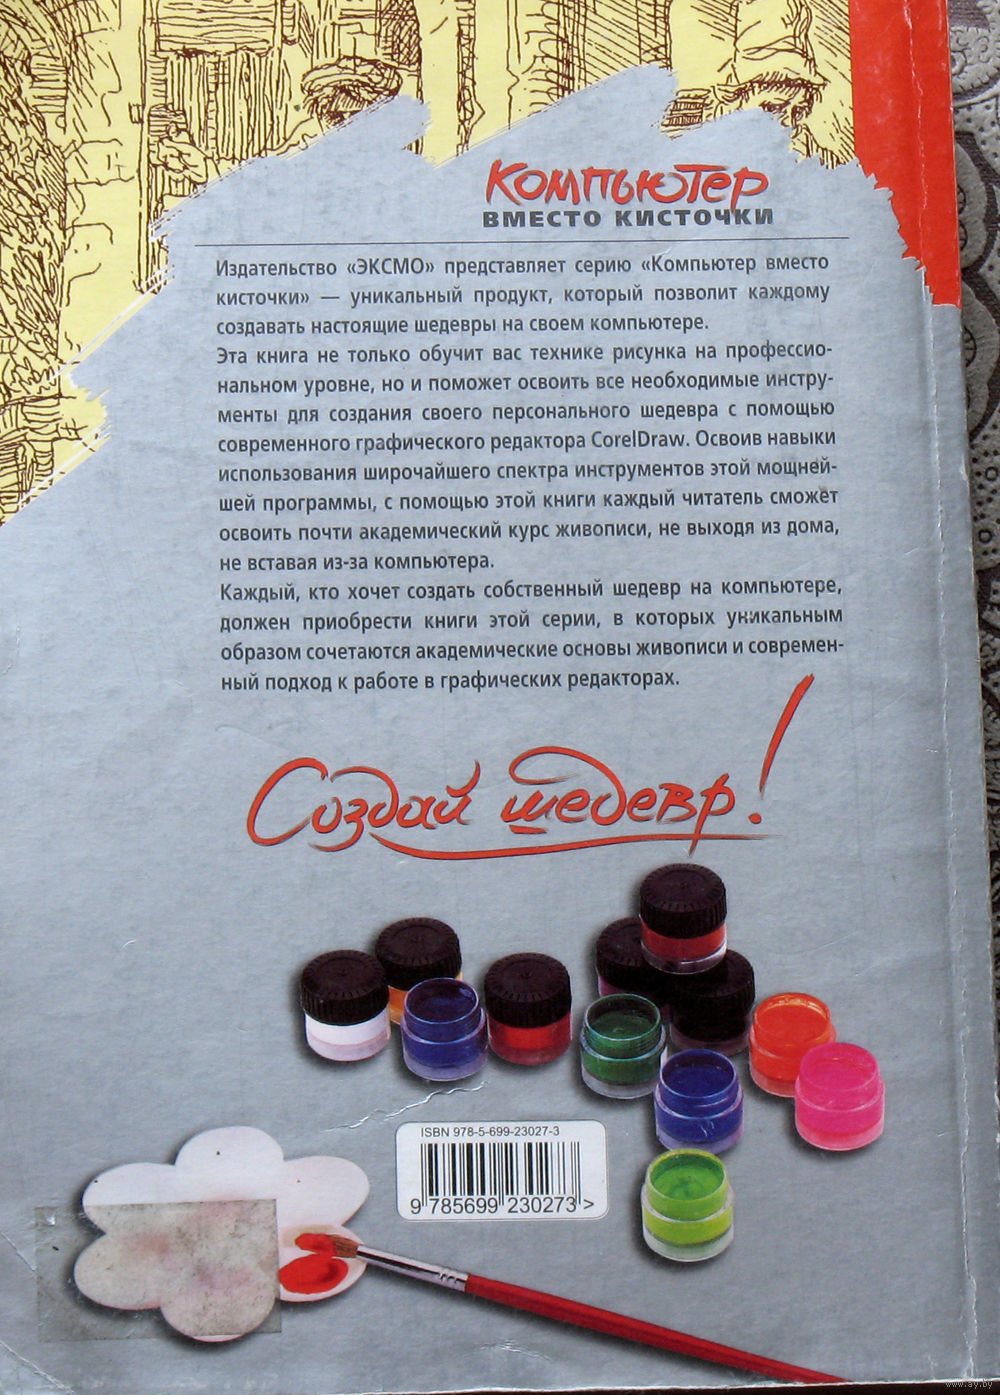 Компьютер
ВМЕСТО КИСТОЧКИ
Издательство «ЭКСМО» представляет серию «Компьютер вместо
кисточки» — уникальный продукт, который позволит каждому
создавать настоящие шедевры на своем компьютере.
Эта книга не только обучит вас технике рисунка на профессио-
нальном уровне, но и поможет освоить все необходимые инстру-
менты для создания своего персонального шедевра с помощью
современного графического редактора CorelDraw. Освоив навыки
использования широчайшего спектра инструментов этой мощней-
шей программы, с помощью этой книги каждый читатель сможет
освоить почти академический курс живописи, не выходя из дома,
не вставая из-за компьютера.
Каждый, кто хочет создать собственный шедевр на компьютере,
должен приобрести книги этой серии, в которых уникальным
образом сочетаются академические основы живописи и современ-
ный подход к работе в графических редакторах.
Создай шедевр!
ISBN 978-5-699-23027-3
9 785699 230273 >
www.ay.by